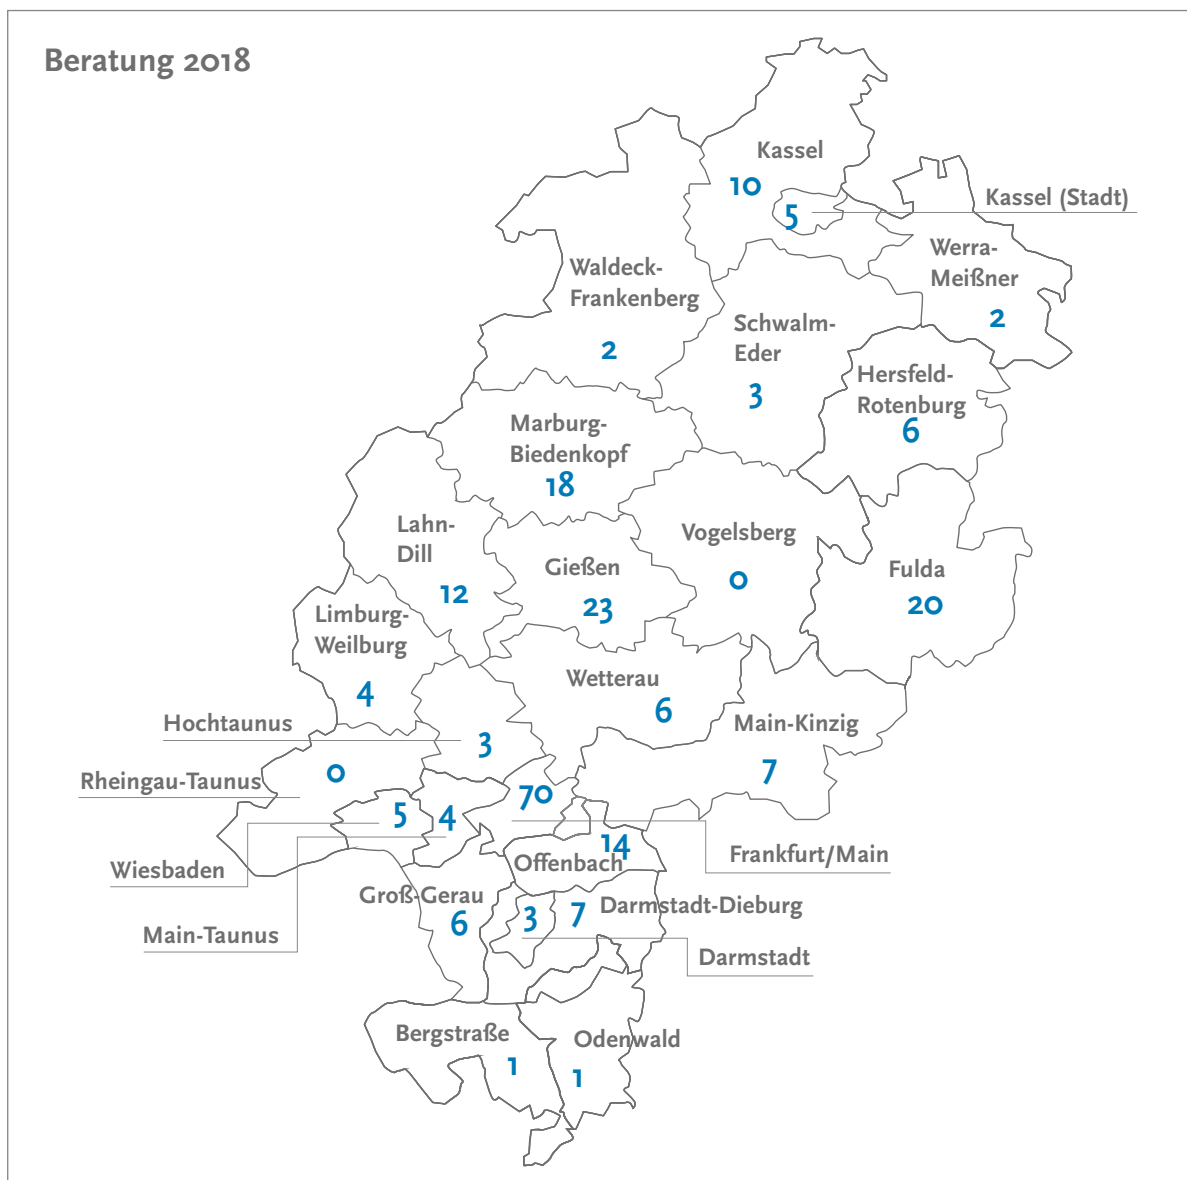 Beratung 2018
Kassel
10
Kassel (Stadt)
5
Werra-
Meißner
2
Waldeck-
Frankenberg
2
Schwalm-
Eder
3
Hersfeld-
Rotenburg
6
Marburg-
Biedenkopf
18
Lahn-
Dill
12
Gießen
23
Vogelsberg
0
Fulda
20
Limburg-
Weilburg
4
Wetterau
6
Hochtaunus
3
Main-Kinzig
7
Rheingau-Taunus
0
70
5
4
14
Offenbach
Frankfurt/Main
Wiesbaden
Groß-Gerau
6
3
7
Darmstadt-Dieburg
Main-Taunus
Darmstadt
Bergstraße
1
Odenwald
1